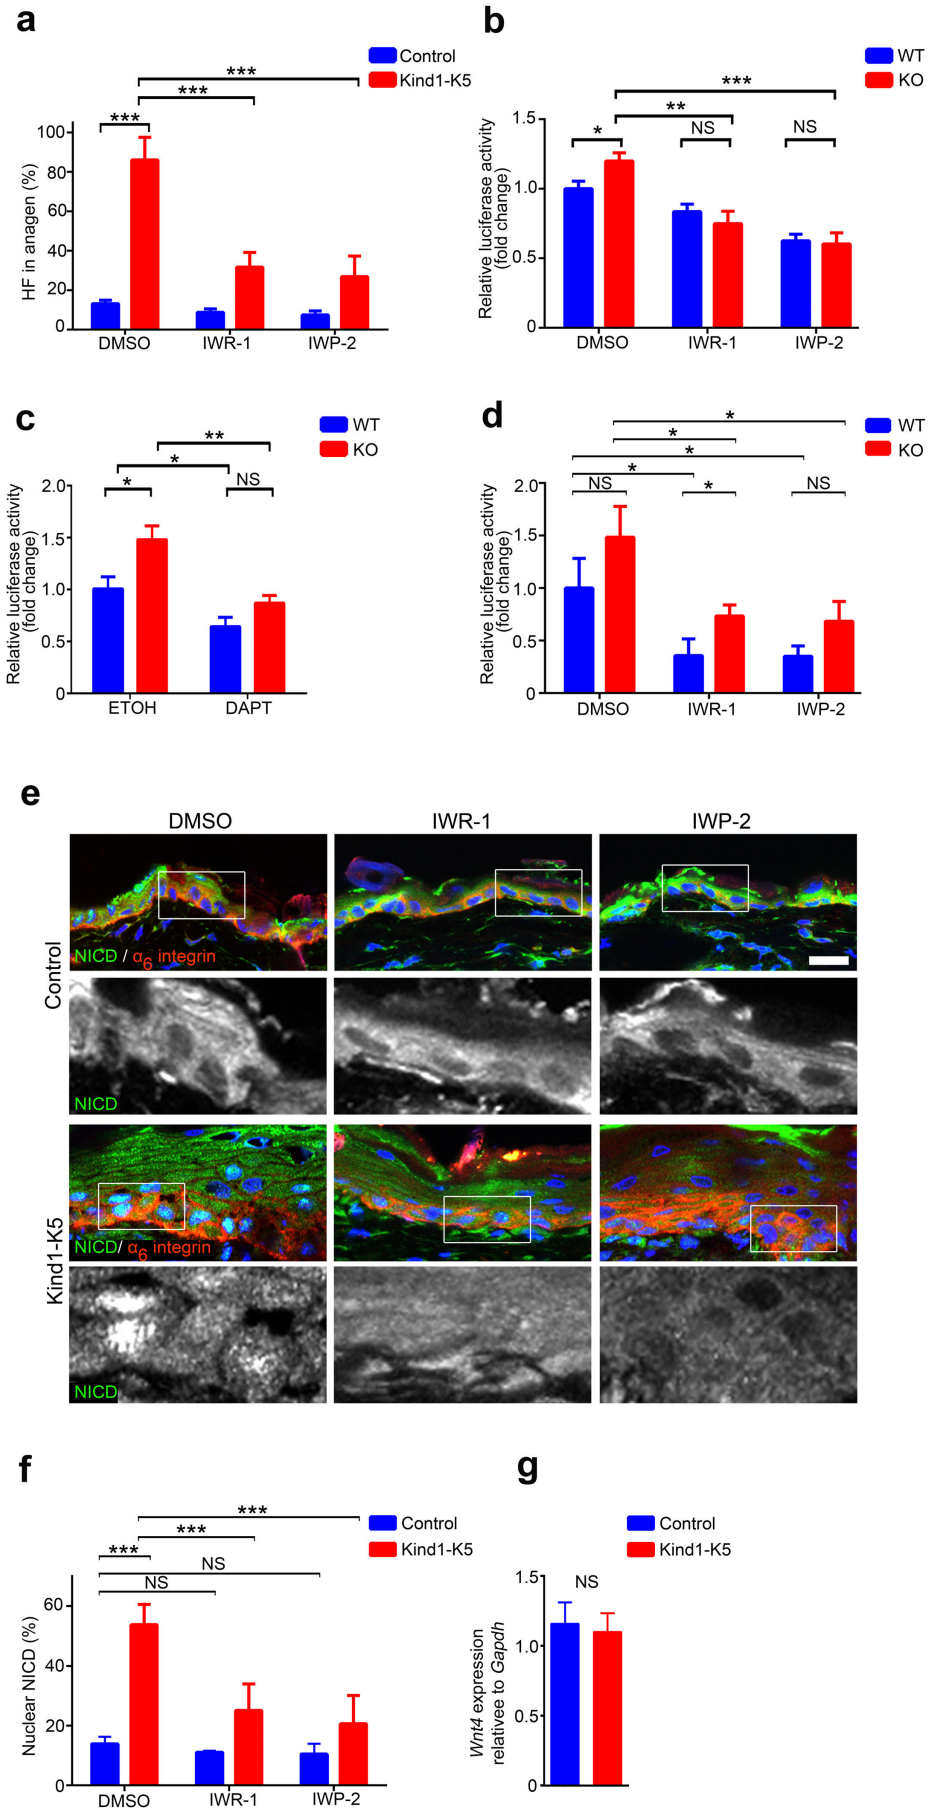 a
Control
Kind1-K5
***
***
***
HF in anagen (%)
100
80
60
40
20
0
DMSO
IWR-1
IWP-2
b
WT
KO
***
**
*
NS
NS
Relative luciferase activity
(fold change)
1.5
1.0
0.5
0
DMSO
IWR-1
IWP-2
c
WT
KO
**
*
*
NS
Relative luciferase activity
(fold change)
2.0
1.5
1.0
0.5
0
ETOH
DAPT
d
WT
KO
*
*
*
*
NS
*
NS
Relative luciferase activity
(fold change)
2.0
1.5
1.0
0.5
0
DMSO
IWR-1
IWP-2
e
DMSO
IWR-1
IWP-2
Control
NICD / α6 integrin
NICD
Kind1-K5
NICD/ α6 integrin
NICD
f
Control
Kind1-K5
***
***
***
NS
NS
Nuclear NICD (%)
60
40
20
0
DMSO
IWR-1
IWP-2
g
Control
Kind1-K5
NS
Wnt4 expression
relativee to Gapdh
1.5
1.0
0.5
0